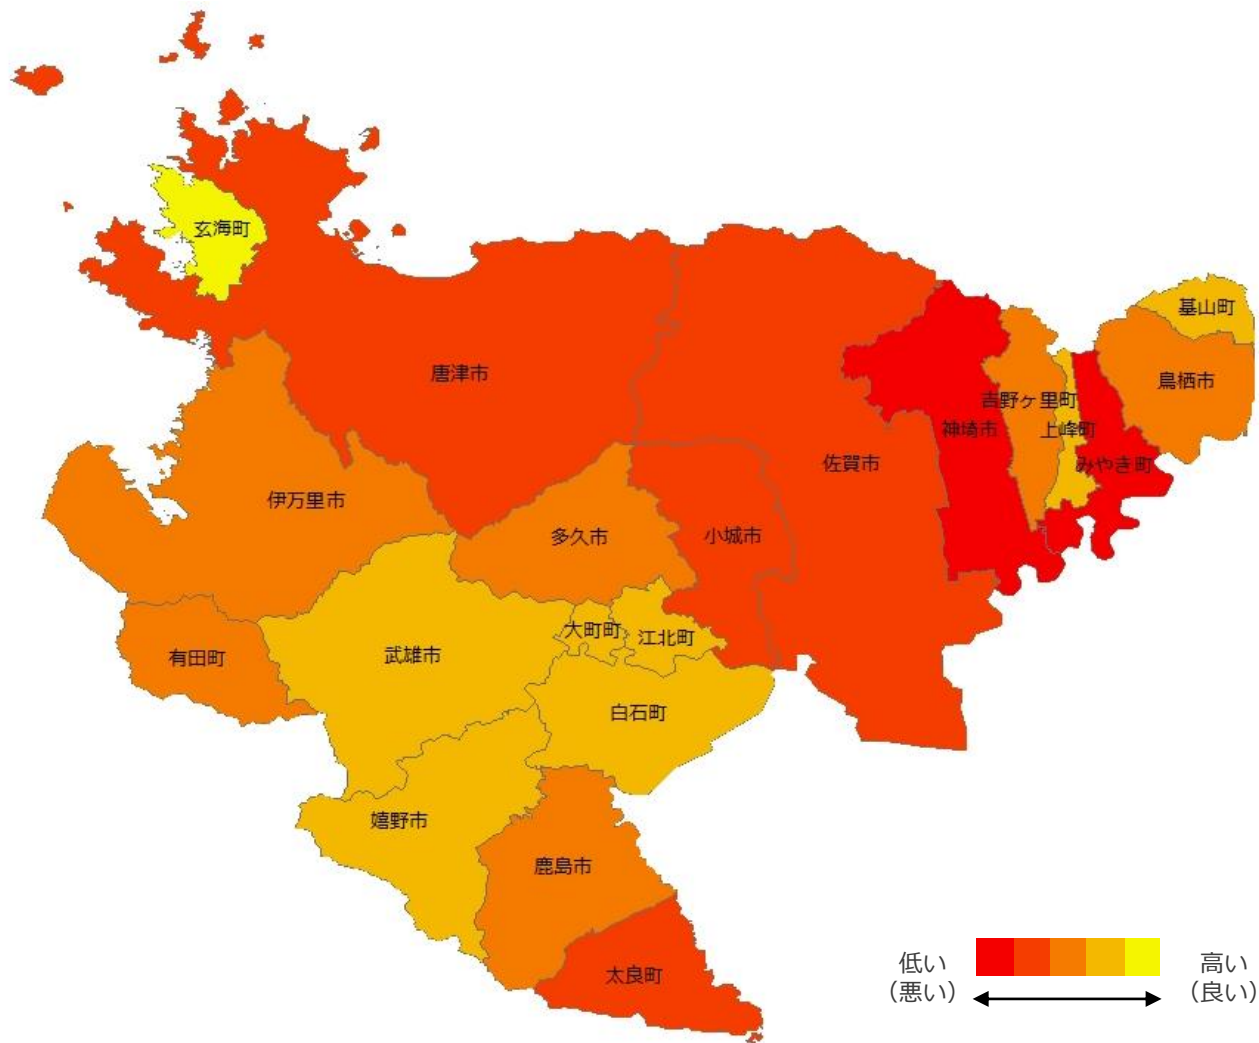 玄海町
基山町
唐津市
鳥栖市
吉野ヶ里町
神埼市
上峰町
佐賀市
みやき町
伊万里市
多久市
小城市
大町町
江北町
有田町
武雄市
白石町
嬉野市
鹿島市
太良町
低い
（悪い）
高い
（良い）